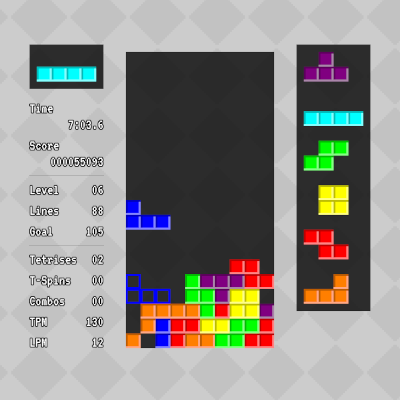 Time
7:03.6
Score
000055093
Level 06
Lines 88
Goal 105
Tetrises 02
T-Spins 00
Combos 00
TPM 130
LPM 12